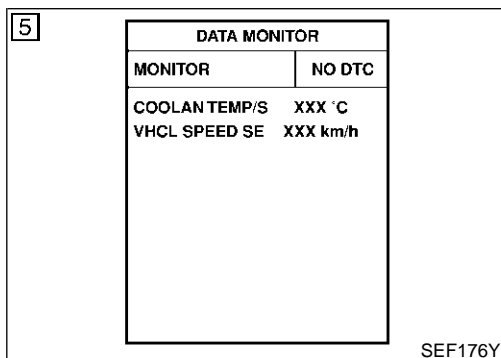 5
DATA MONITOR
MONITOR NO DTC
COOLAN TEMP/S XXX °C
VHCL SPEED SE XXX km/h
SEF176Y